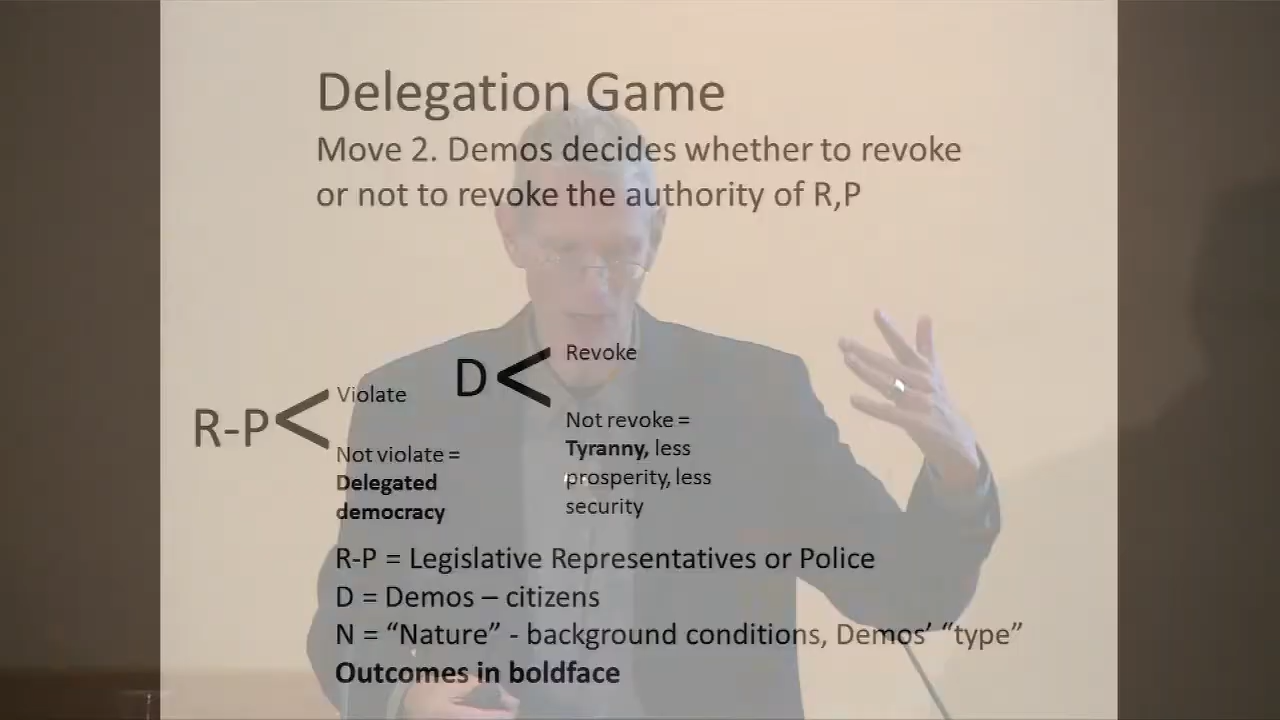 Delegation Game
Move 2. Demos decides whether to revoke
or not to revoke the authority of R,P
R-P <
Violate
Not violate =
Delegated
democracy
D <
Revoke
Not revoke =
Tyranny, less
prosperity, less
security
R-P = Legislative Representatives or Police
D = Demos – citizens
N = “Nature” - background conditions, Demos’ “type”
Outcomes in boldface